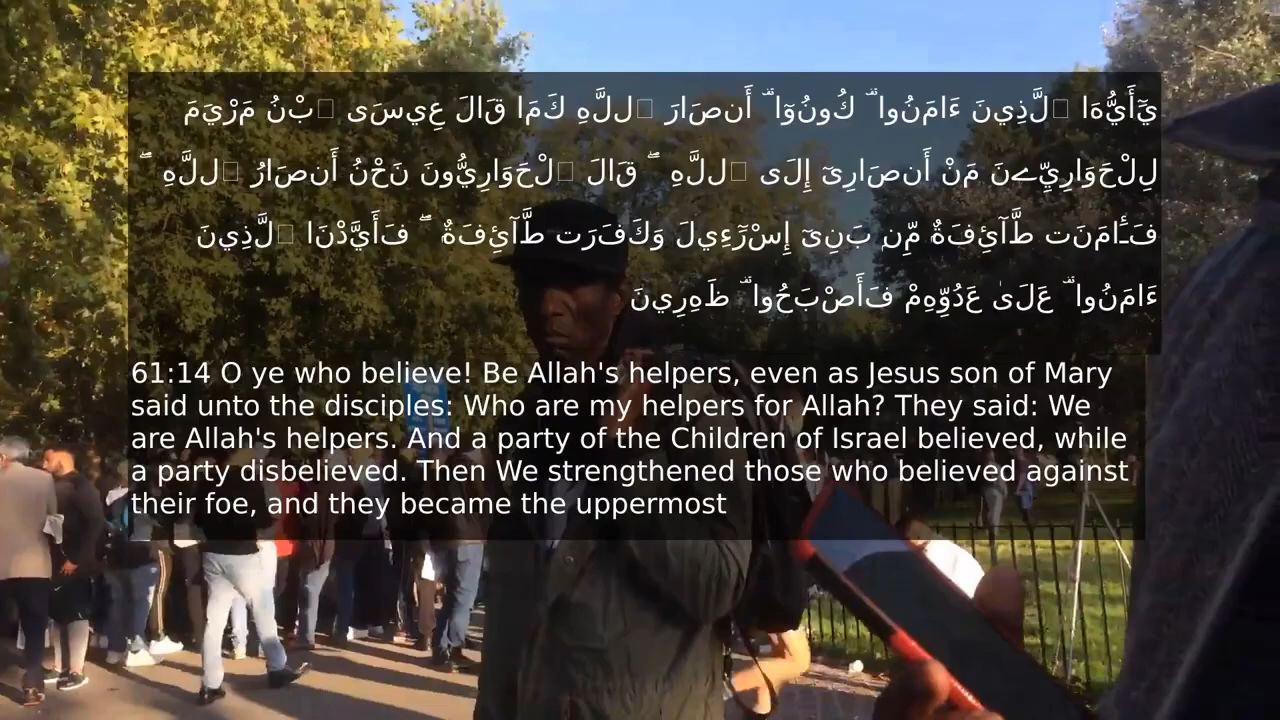 يَٰٓأَيُّهَا ٱلَّذِينَ ءَامَنُوا۟ كُونُوٓا۟ أَنصَارَ ٱللَّهِ كَمَا قَالَ عِيسَى ٱبْنُ مَرْيَمَ
لِلْحَوَارِيِّۦنَ مَنْ أَنصَارِىٓ إِلَى ٱللَّهِ ۖ قَالَ ٱلْحَوَارِيُّونَ نَحْنُ أَنصَارُ ٱللَّهِ ۖ
فَـَٔامَنَت طَّآئِفَةٌ مِّنۢ بَنِىٓ إِسْرَٰٓءِيلَ وَكَفَرَت طَّآئِفَةٌ ۖ فَأَيَّدْنَا ٱلَّذِينَ
ءَامَنُوا۟ عَلَىٰ عَدُوِّهِمْ فَأَصْبَحُوا۟ ظَٰهِرِينَ
61:14 O ye who believe! Be Allah's helpers, even as Jesus son of Mary
said unto the disciples: Who are my helpers for Allah? They said: We
are Allah's helpers. And a party of the Children of Israel believed, while
a party disbelieved. Then We strengthened those who believed against
their foe, and they became the uppermost